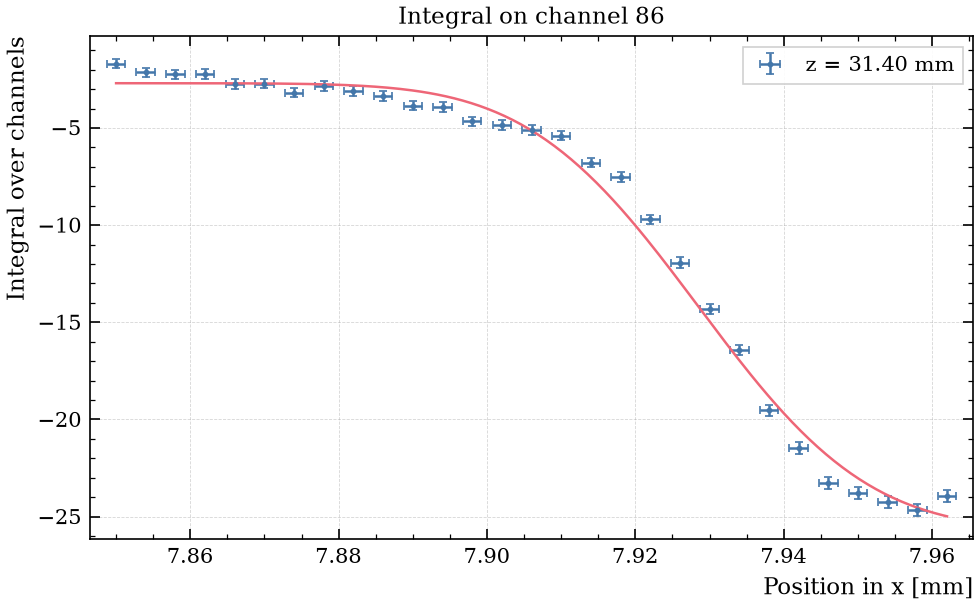 Integral on channel 86
Integral over channels
z = 31.40 mm
−5
−10
−15
−20
−25
7.86 7.88 7.90 7.92 7.94 7.96
Position in x [mm]